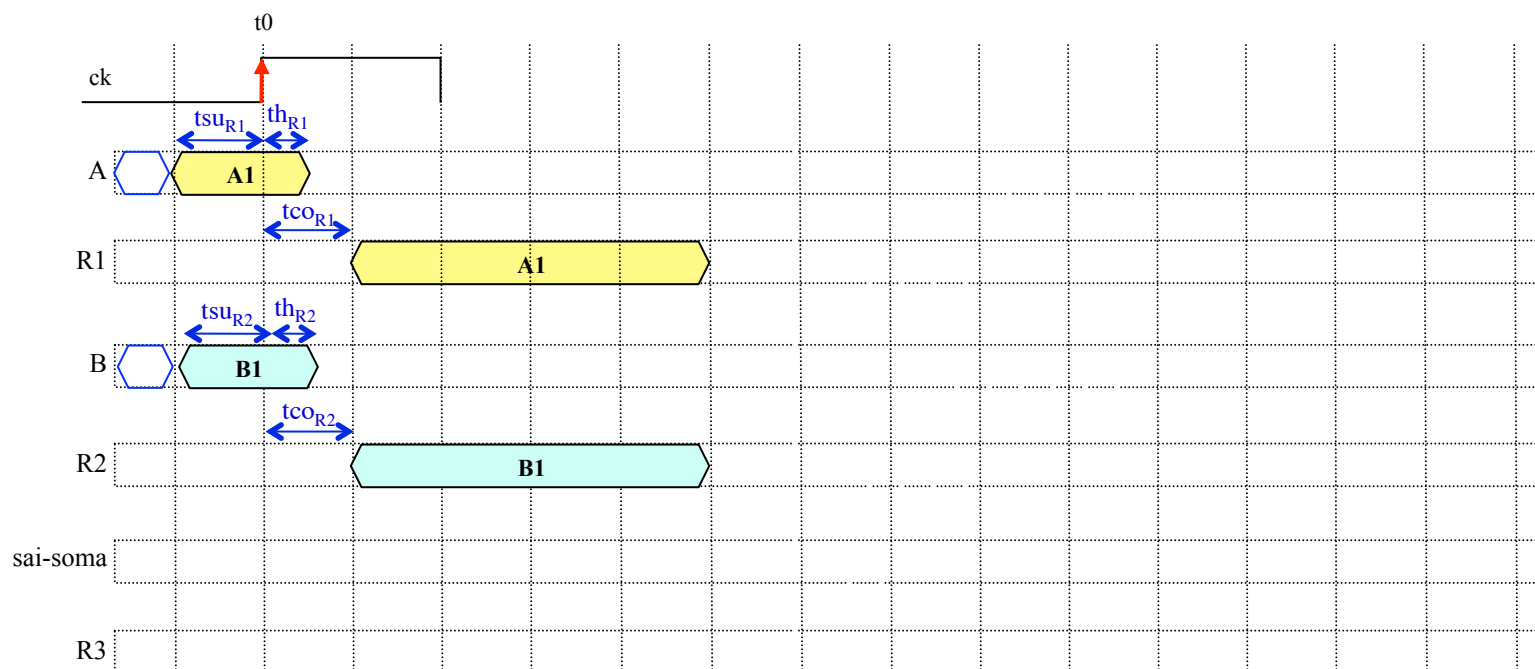 t0
ck
tsuR1 thR1
A A1
tcoR1
R1 A1
tsuR2 thR2
B B1
tcoR2
R2 B1
sai-soma
R3